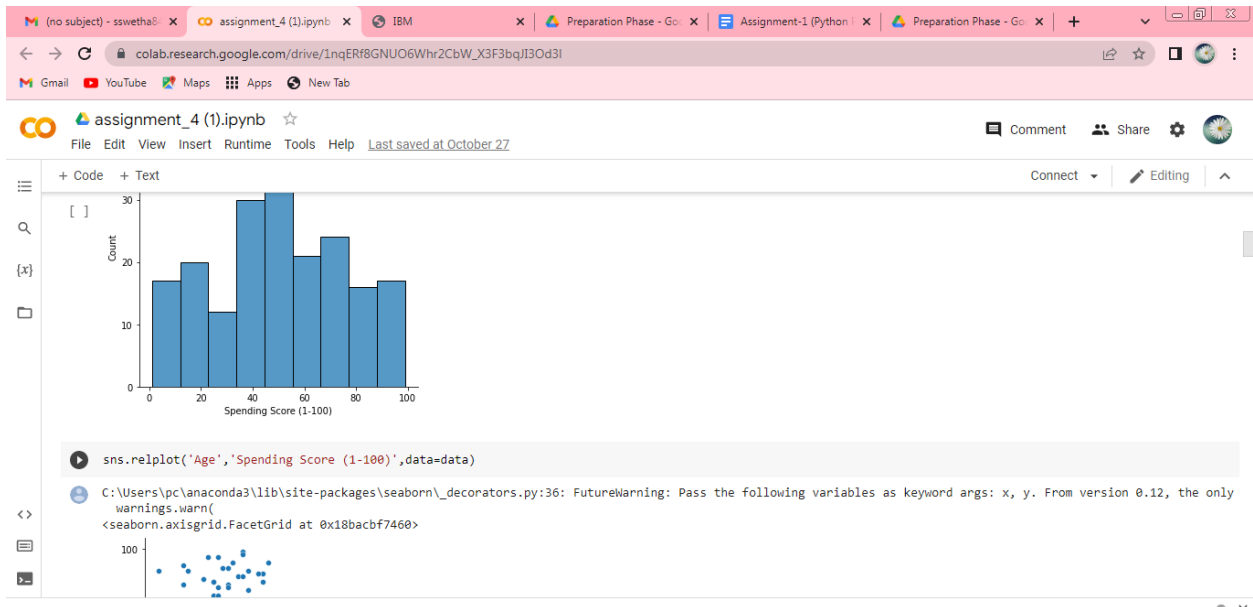 (no subject) - sswetha8
assignment_4 (1).ipynb
IBM
Preparation Phase - Goo
Assignment-1 (Python
Preparation Phase - Goo
colab.research.google.com/drive/1nqERf8GNUO6Whr2CbW_X3F3bqJI3Od3I
Gmail YouTube Maps Apps New Tab
CO
assignment_4 (1).ipynb
File Edit View Insert Runtime Tools Help Last saved at October 27
Comment Share
+ Code + Text
Connect Editing
[ ]
30
20
10
0
Count
0 20 40 60 80 100
Spending Score (1-100)
{x}
sns.relplot('Age','Spending Score (1-100)',data=data)
C:\Users\pc\anaconda3\lib\site-packages\seaborn\_decorators.py:36: FutureWarning: Pass the following variables as keyword args: x, y. From version 0.12, the only
warnings.warn(
<seaborn.axisgrid.FacetGrid at 0x18bacbf7460>
<>
100